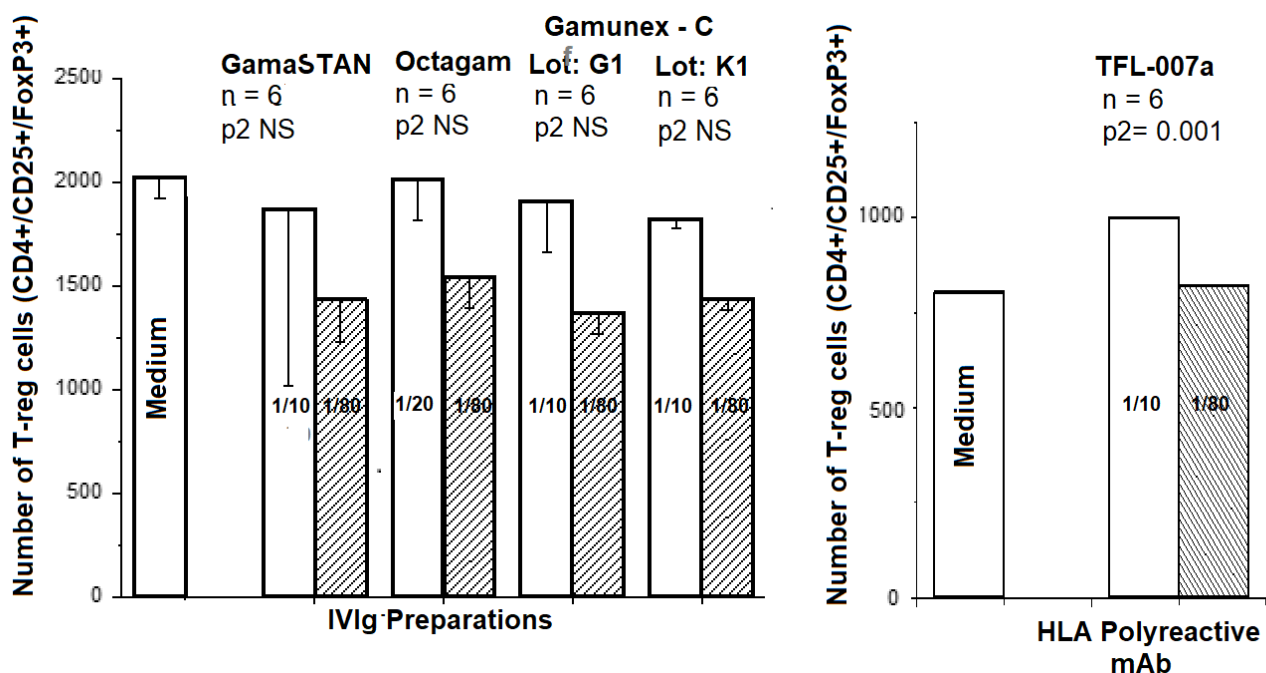 Number of T-reg cells (CD4+/CD25+/FoxP3+)
2500
2000
1500
1000
500
0
Gamunex - C
f
GamaSTAN
n = 6
p2 NS
Octagam
n = 6
p2 NS
Lot: G1
n = 6
p2 NS
Lot: K1
n = 6
p2 NS
Medium
1/10
1/80
1/20
1/80
1/10
1/80
1/10
1/80
IVIg Preparations
Number of T-reg cells (CD4+/CD25+/FoxP3+)
1000
500
0
TFL-007a
n = 6
p2= 0.001
Medium
1/10
1/80
HLA Polyreactive
mAb